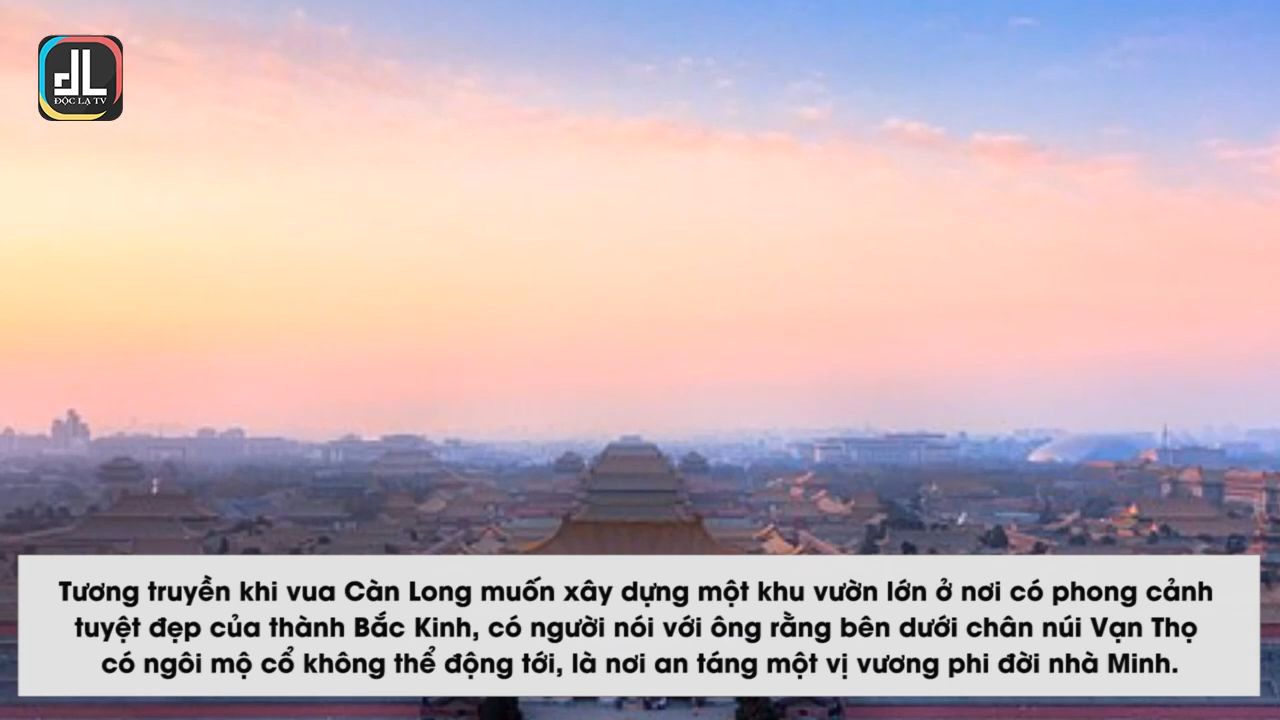 ĐỘC LẠ TV
Tương truyền khi vua Càn Long muốn xây dựng một khu vườn lớn ở nơi có phong cảnh
tuyệt đẹp của thành Bắc Kinh, có người nói với ông rằng bên dưới chân núi Vạn Thọ
có ngôi mộ cổ không thể động tới, là nơi an táng một vị vương phi đời nhà Minh.